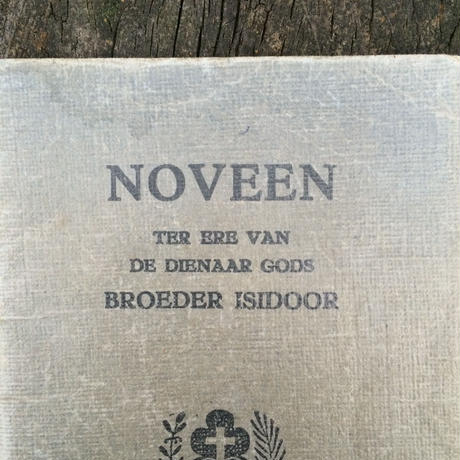 NOVEEN
TER ERE VAN
DE DIENAAR GODS
BROEDER ISIDOOR